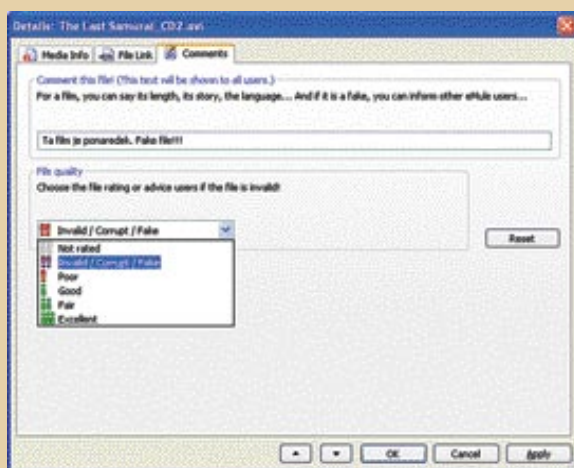 Details: The Last Samurai_CD2.avi
Media Info File Link Comments
Comment this file! (This text will be shown to all users.)
For a film, you can say its length, its story, the language... And if it is a fake, you can inform other eMule users...
Ta film je ponaredek. Fake file!!!
File quality
Choose the file rating or advice users if the file is invalid!
Invalid / Corrupt / Fake
Reset
Not rated
Invalid / Corrupt / Fake
Poor
Good
Fair
Excellent
OK Cancel Apply